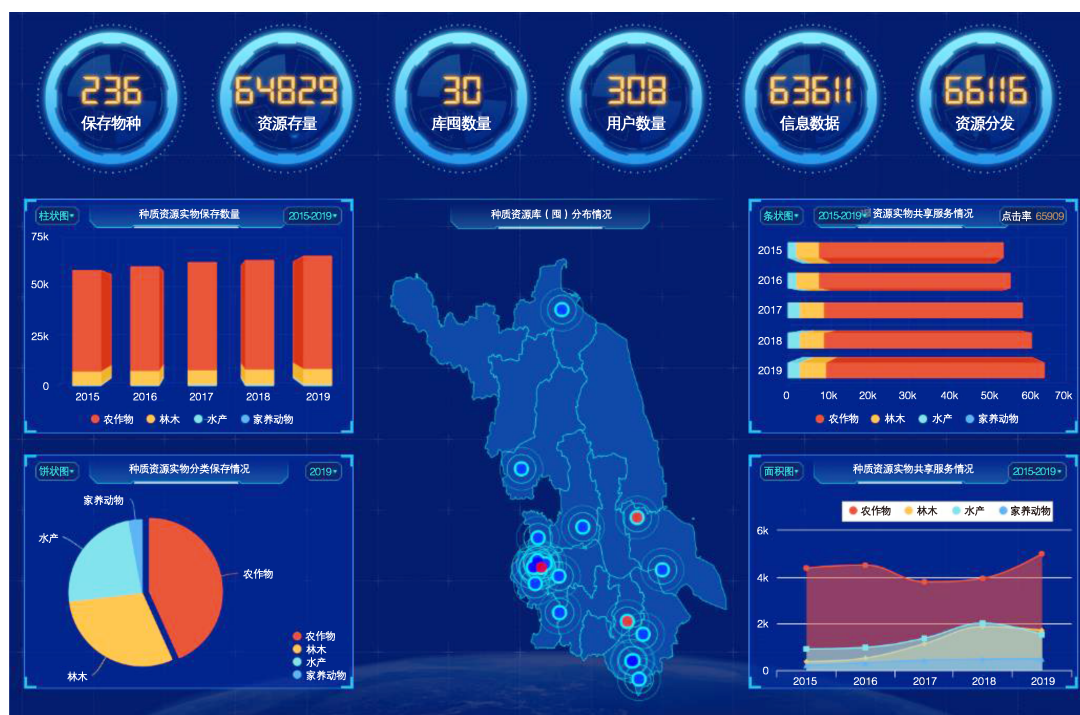 236
保存物种
64829
资源存量
30
库囤数量
308
用户数量
63611
信息数据
66116
资源分发
柱状图
种质资源实物保存数量
2015-2019
75k
50k
25k
0
2015 2016 2017 2018 2019
农作物 林木 水产 家养动物
种质资源库（囤）分布情况
条状图
2015-2019
资源实物共享服务情况
点击率 65909
2015
2016
2017
2018
2019
0 10k 20k 30k 40k 50k 60k 70k
农作物 林木 水产 家养动物
饼状图
种质资源实物分类保存情况
2019
家养动物
水产
农作物
林木
农作物
林木
水产
家养动物
面积图
种质资源实物共享服务情况
2015-2019
农作物 林木 水产 家养动物
6k
4k
2k
0
2015 2016 2017 2018 2019